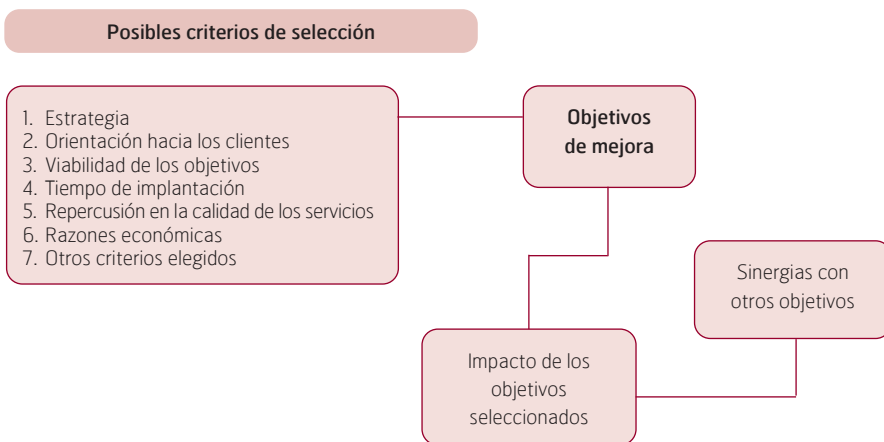 Posibles criterios de selección
1. Estrategia
2. Orientación hacia los clientes
3. Viabilidad de los objetivos
4. Tiempo de implantación
5. Repercusión en la calidad de los servicios
6. Razones económicas
7. Otros criterios elegidos
Objetivos
de mejora
Sinergias con
otros objetivos
Impacto de los
objetivos
seleccionados